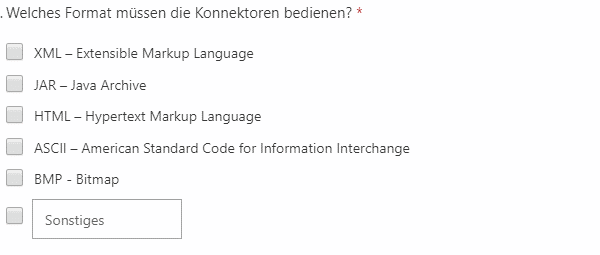 . Welches Format müssen die Konnektoren bedienen? *
XML – Extensible Markup Language
JAR – Java Archive
HTML – Hypertext Markup Language
ASCII – American Standard Code for Information Interchange
BMP - Bitmap
Sonstiges